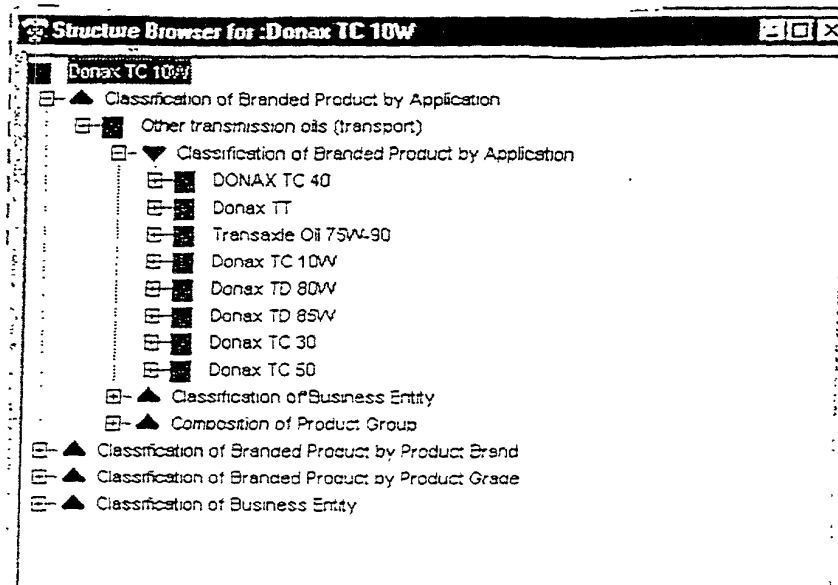 Structure Browser for :Donax TC 10W
Donax TC 10W
Classification of Branded Product by Application
Other transmission oils (transport)
Classification of Branded Product by Application
DONAX TC 40
Donax TT
Transaxle Oil 75W-90
Donax TC 10W
Donax TD 80W
Donax TD 85W
Donax TC 30
Donax TC 50
Classification of Business Entity
Composition of Product Group
Classification of Branded Product by Product Brand
Classification of Branded Product by Product Grade
Classification of Business Entity